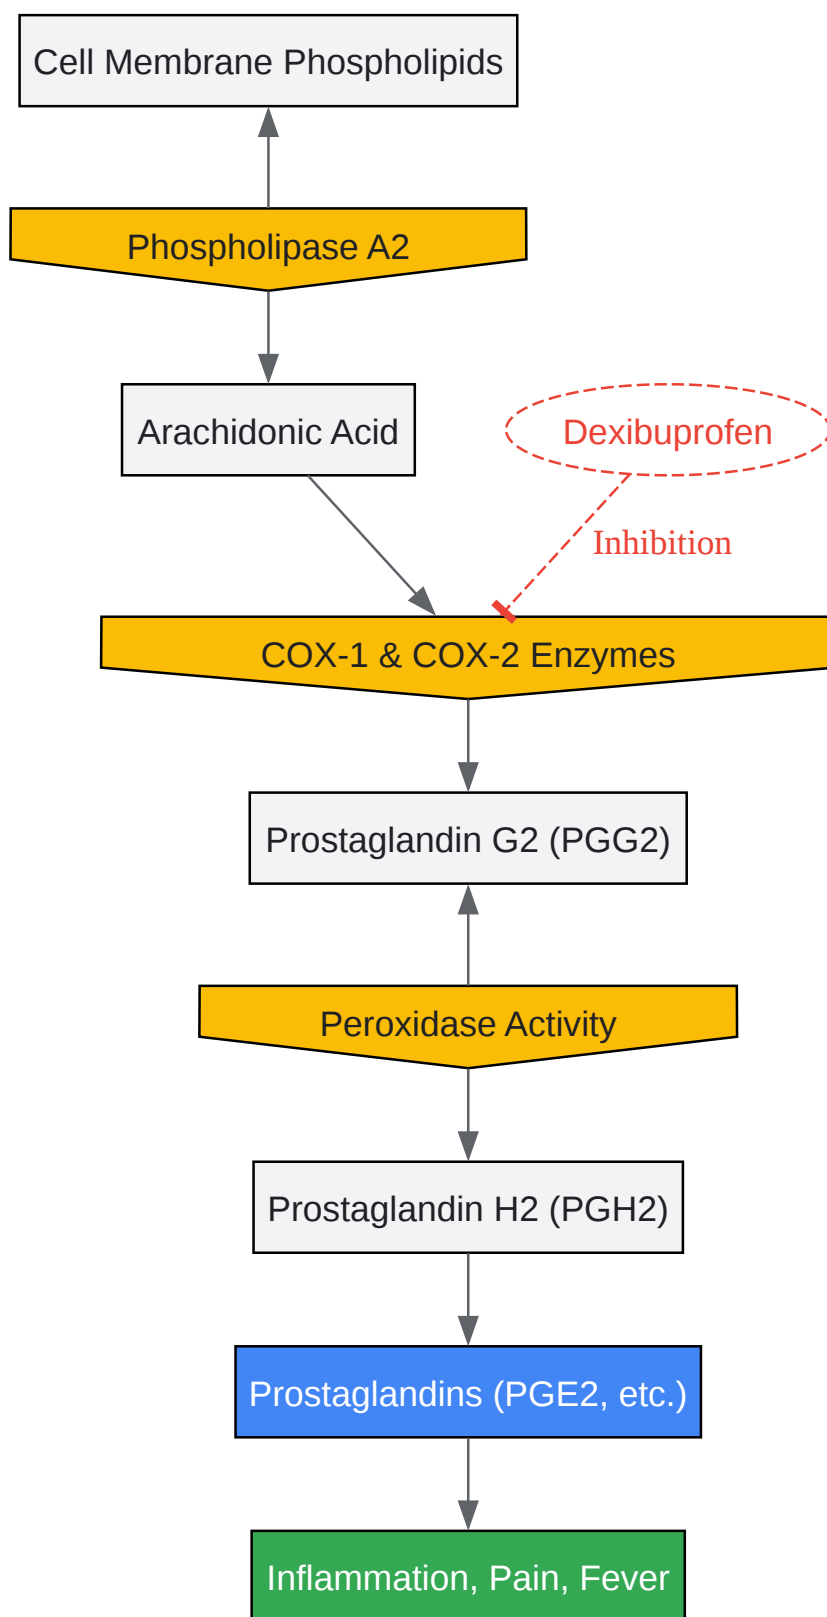 Cell Membrane Phospholipids
Phospholipase A2
Arachidonic Acid
Dexibuprofen
Inhibition
COX-1 & COX-2 Enzymes
Prostaglandin G2 (PGG2)
Peroxidase Activity
Prostaglandin H2 (PGH2)
Prostaglandins (PGE2, etc.)
Inflammation, Pain, Fever